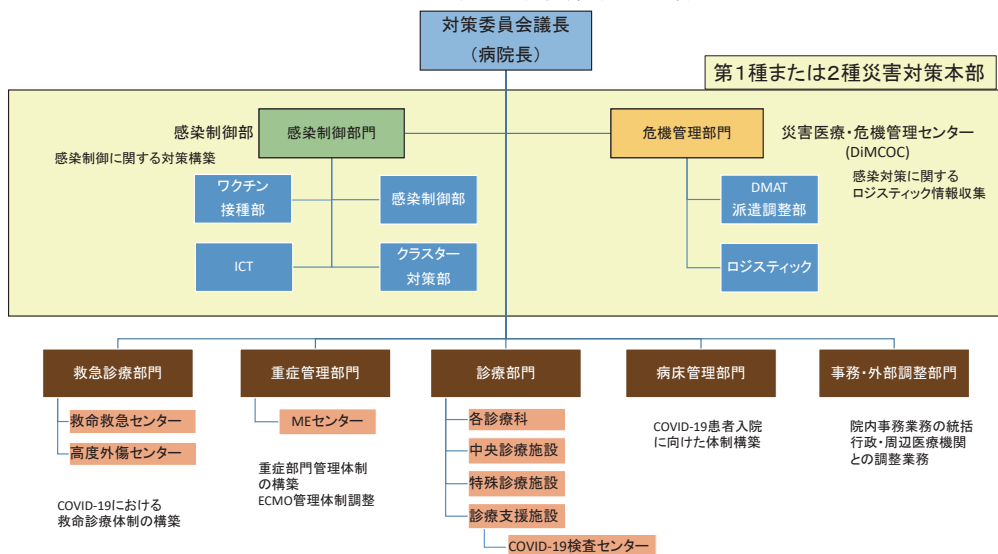 対策委員会議長
(病院長)
第1種または2種災害対策本部
感染制御部
感染制御部門
感染制御に関する対策構築
危機管理部門
災害医療・危機管理センター
(DiMCOC)
感染対策に関する
ロジスティック情報収集
ワクチン
接種部
感染制御部
ICT
クラスター
対策部
DMAT
派遣調整部
ロジスティック
救急診療部門
救命救急センター
高度外傷センター
COVID-19における
救命診療体制の構築
重症管理部門
MEセンター
重症部門管理体制
の構築
ECMO管理体制調整
診療部門
各診療科
中央診療施設
特殊診療施設
診療支援施設
COVID-19検査センター
病床管理部門
COVID-19患者入院
に向けた体制構築
事務・外部調整部門
院内事務業務の統括
行政・周辺医療機関
との調整業務